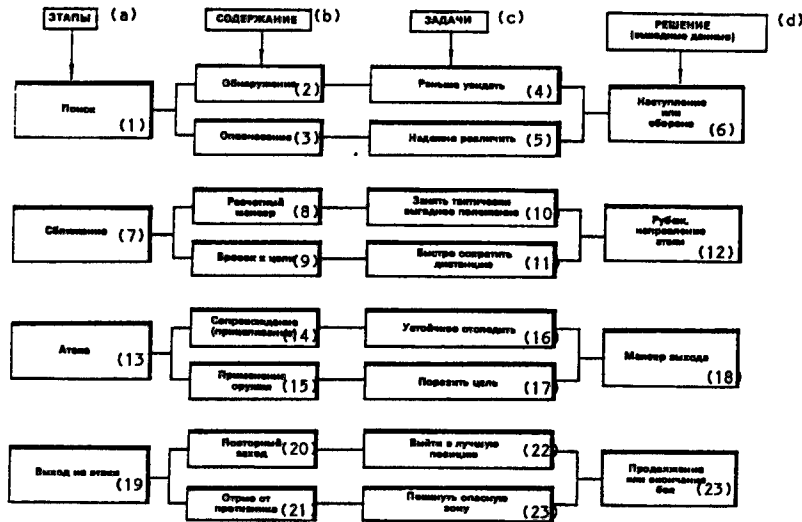 ЭТАПЫ (a)
СОДЕРЖАНИЕ (b)
ЗАДАЧИ (c)
РЕШЕНИЕ (d)
(выходные данные)
Поиск
(1)
Обнаружение (2)
Раньше увидеть
(4)
Опознавание (3)
Надежно различить
(5)
Наступление
или
оборона
(6)
Сближение
(7)
Расчетный
маневр (8)
Занять тактически
выгодное положение (10)
Бросок к цели (9)
Быстро сократить
дистанцию (11)
Рубеж,
направление
атаки (12)
Атака
(13
Сопровождение
(прицеливание) (14)
Устойчиво отследить
(16)
Применение
оружия (15)
Поразить цель
(17)
Маневр выхода
(18)
Выход из атаки
(19)
Повторный
заход (20)
Выйти в лучшую
позицию (22)
Отрыв от
противника (21)
Покинуть опасную
зону (23)
Продолжение
или окончание
боя (23)